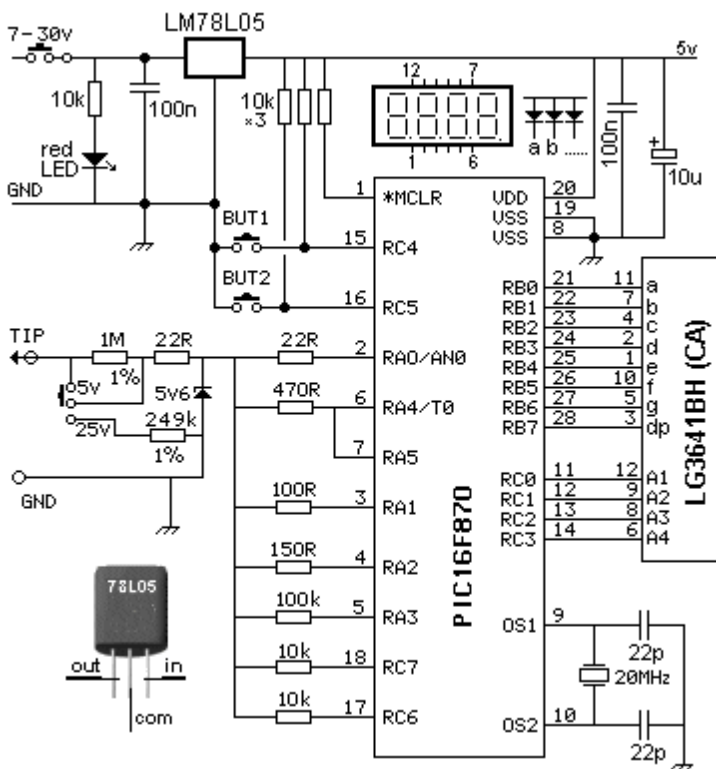 LM78L05
7-30v
5v
10k
100n
10k
×3
12
7
1
6
a b ......
100n
+
10u
red
LED
GND
1
*MCLR
VDD
20
VSS
19
VSS
8
BUT1
15
RC4
BUT2
16
RC5
RB0
21
11
a
RB1
22
7
b
RB2
23
4
c
RB3
24
2
d
RB4
25
1
e
RB5
26
10
f
RB6
27
5
g
RB7
28
3
dp
LG3641BH (CA)
RC0
11
12
A1
RC1
12
9
A2
RC2
13
8
A3
RC3
14
6
A4
TIP
1M
1%
22R
22R
2
RA0/AN0
5v
5v6
25v
249k
1%
470R
6
RA4/T0
7
RA5
GND
100R
3
RA1
150R
4
RA2
100k
5
RA3
10k
18
RC7
10k
17
RC6
PIC16F870
OS1
9
22p
20MHz
OS2
10
22p
78L05
out
in
com